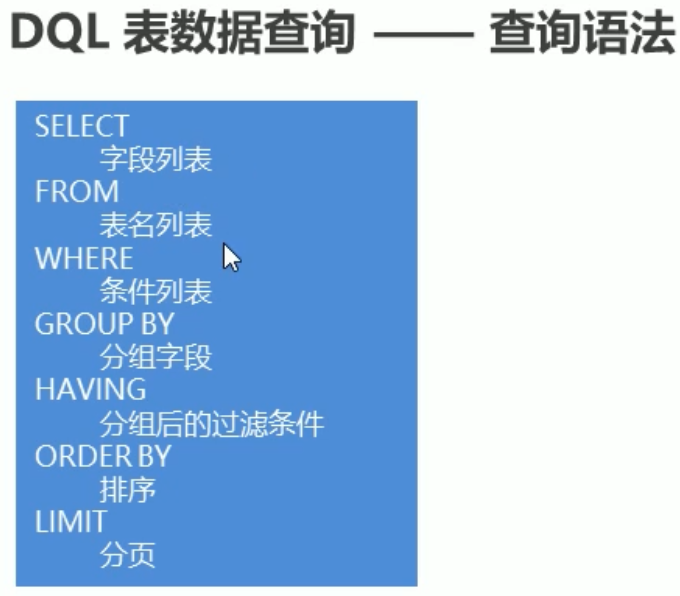 DQL 表数据查询 —— 查询语法
SELECT
字段列表
FROM
表名列表
WHERE
条件列表
GROUP BY
分组字段
HAVING
分组后的过滤条件
ORDER BY
排序
LIMIT
分页